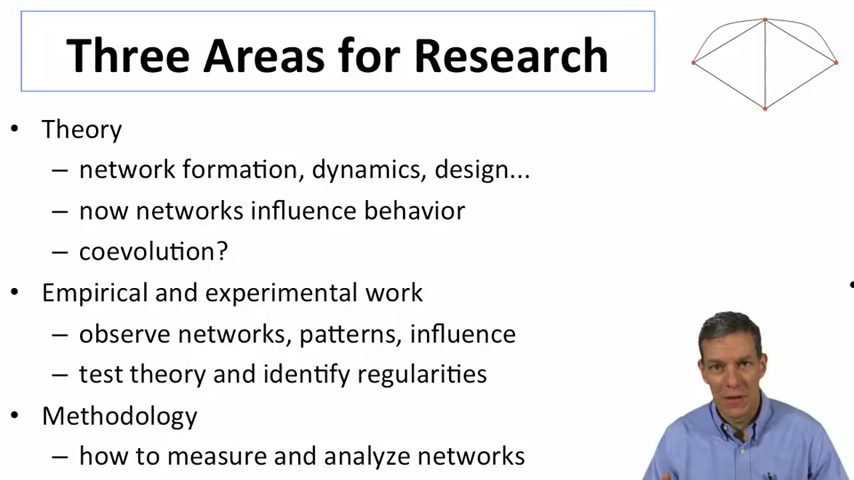 Three Areas for Research
• Theory
– network formation, dynamics, design...
– now networks influence behavior
– coevolution?
• Empirical and experimental work
– observe networks, patterns, influence
– test theory and identify regularities
• Methodology
– how to measure and analyze networks